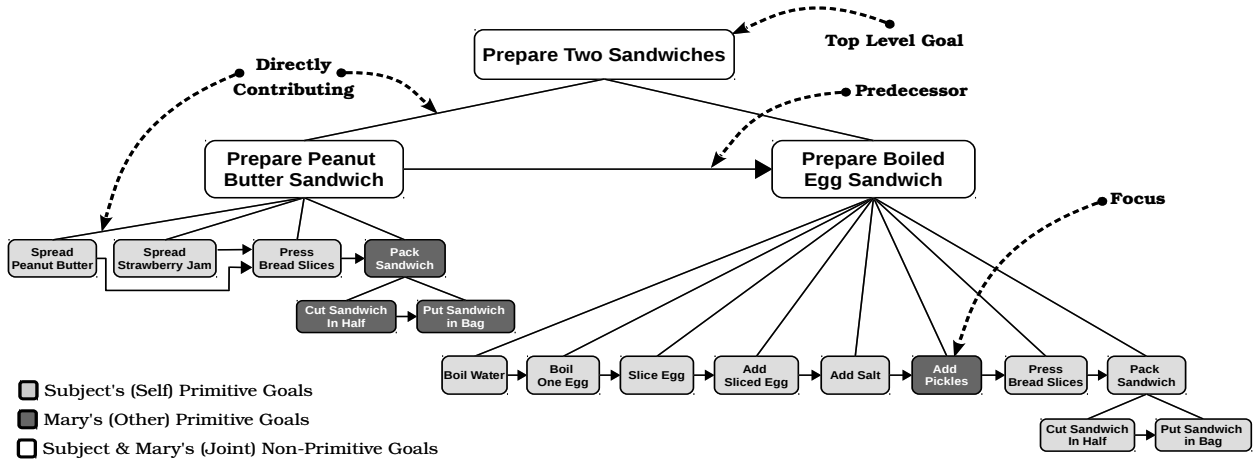 Prepare Two Sandwiches
Top Level Goal
Directly
Contributing
Predecessor
Prepare Peanut
Butter Sandwich
Prepare Boiled
Egg Sandwich
Focus
Spread
Peanut Butter
Spread
Strawberry Jam
Press
Bread Slices
Pack
Sandwich
Cut Sandwich
In Half
Put Sandwich
in Bag
Boil Water
Boil
One Egg
Slice Egg
Add
Sliced Egg
Add Salt
Add
Pickles
Press
Bread Slices
Pack
Sandwich
Cut Sandwich
In Half
Put Sandwich
in Bag
Subject's (Self) Primitive Goals
Mary's (Other) Primitive Goals
Subject & Mary's (Joint) Non-Primitive Goals